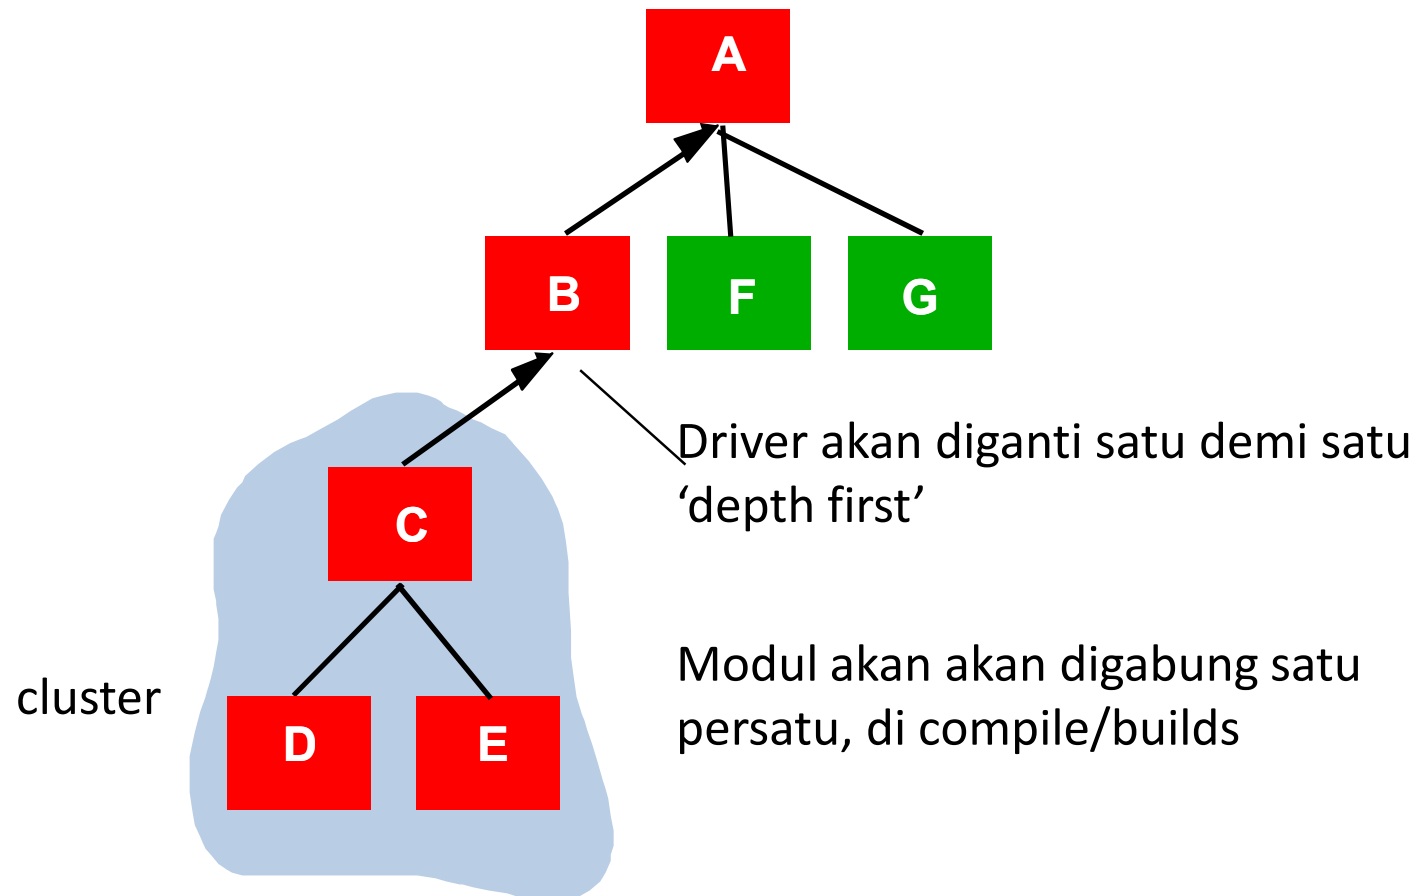 A
B
F
G
Driver akan diganti satu demi satu
‘depth first’
C
Modul akan akan digabung satu
persatu, di compile/builds
cluster
D
E